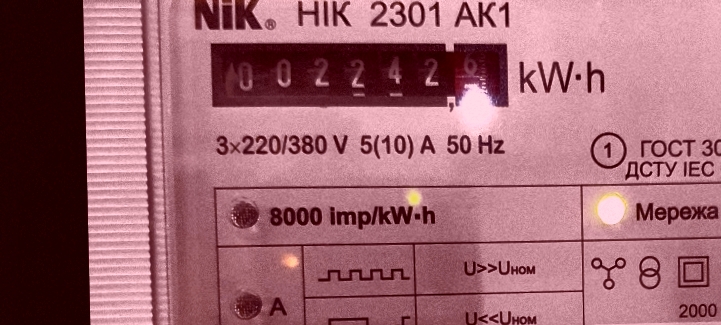 NiK® НІК 2301 АК1
0 0 2 2 4 2 , 6 kW·h
3×220/380 V 5(10) A 50 Hz
1 ГОСТ 30
ДСТУ IEC
8000 imp/kW·h
Мережа
U>>Uном
A
U<<Uном
2000